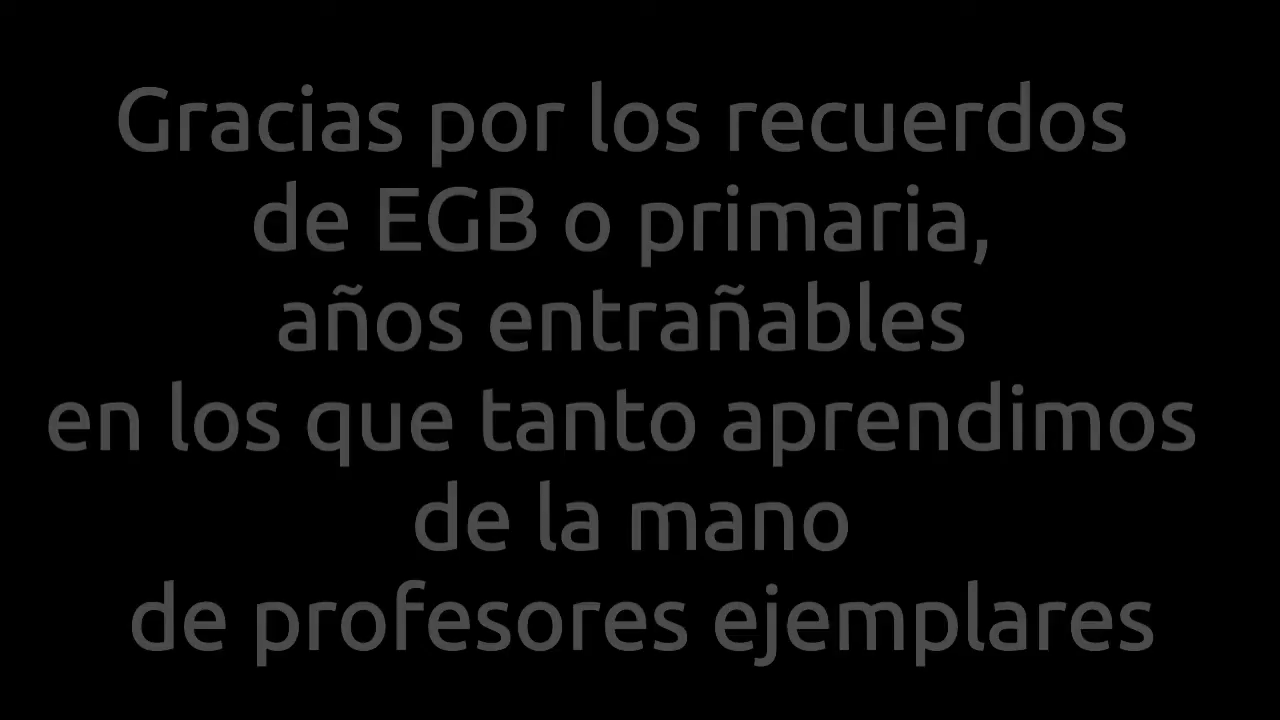 Gracias por los recuerdos
de EGB o primaria,
años entrañables
en los que tanto aprendimos
de la mano
de profesores ejemplares